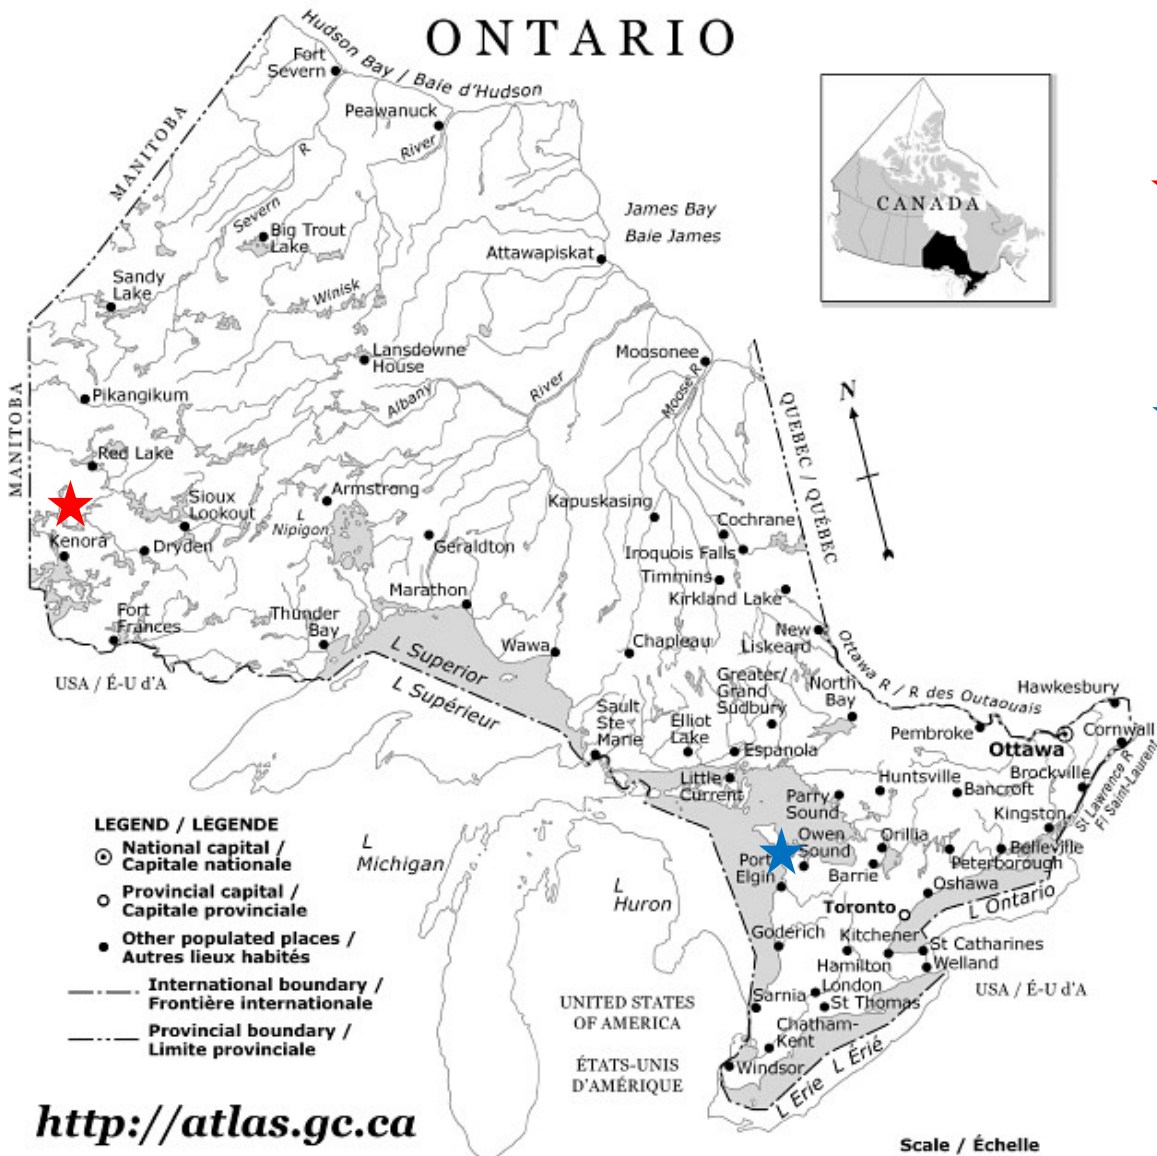 ONTARIO
Hudson Bay / Baie d'Hudson
Fort
Severn
Peawanuck
River
R
MANITOBA
Severn
Big Trout
Lake
James Bay
Baie James
CANADA
Attawapiskat
Sandy
Lake
Winisk
Lansdowne
House
Moosonee
Pikangikum
Albany
River
Moose R
QUEBEC / QUÉBEC
N
MANITOBA
Red Lake
Sioux
Lookout
Armstrong
L
Nipigon
Kapuskasing
Cochrane
Kenora
Dryden
Geraldton
Iroquois Falls
Timmins
Kirkland Lake
Marathon
Fort
Frances
Thunder
Bay
Wawa
Chapleau
New
Liskeard
Ottawa R / R des Outaouais
USA / É-U d'A
L Superior
L Supérieur
Greater/
Grand
Sudbury
North
Bay
Hawkesbury
Sault
Ste
Marie
Elliot
Lake
Espanola
Pembroke
Ottawa
Cornwall
Little
Current
Huntsville
Parry
Sound
Bancroft
Brockville
St Lawrence R
Fl Saint-Laurent
Kingston
Owen
Sound
Orillia
Belleville
Peterborough
Port
Elgin
Barrie
Oshawa
L Ontario
Toronto
L
Michigan
L
Huron
Goderich
Kitchener
St Catharines
Hamilton
Welland
USA / É-U d'A
London
Sarnia
St Thomas
Chatham-
Kent
Windsor
L Erie
L Érié
UNITED STATES
OF AMERICA
ÉTATS-UNIS
D'AMÉRIQUE
LEGEND / LÉGENDE
National capital /
Capitale nationale
Provincial capital /
Capitale provinciale
Other populated places /
Autres lieux habités
International boundary /
Frontière internationale
Provincial boundary /
Limite provinciale
http://atlas.gc.ca
Scale / Échelle